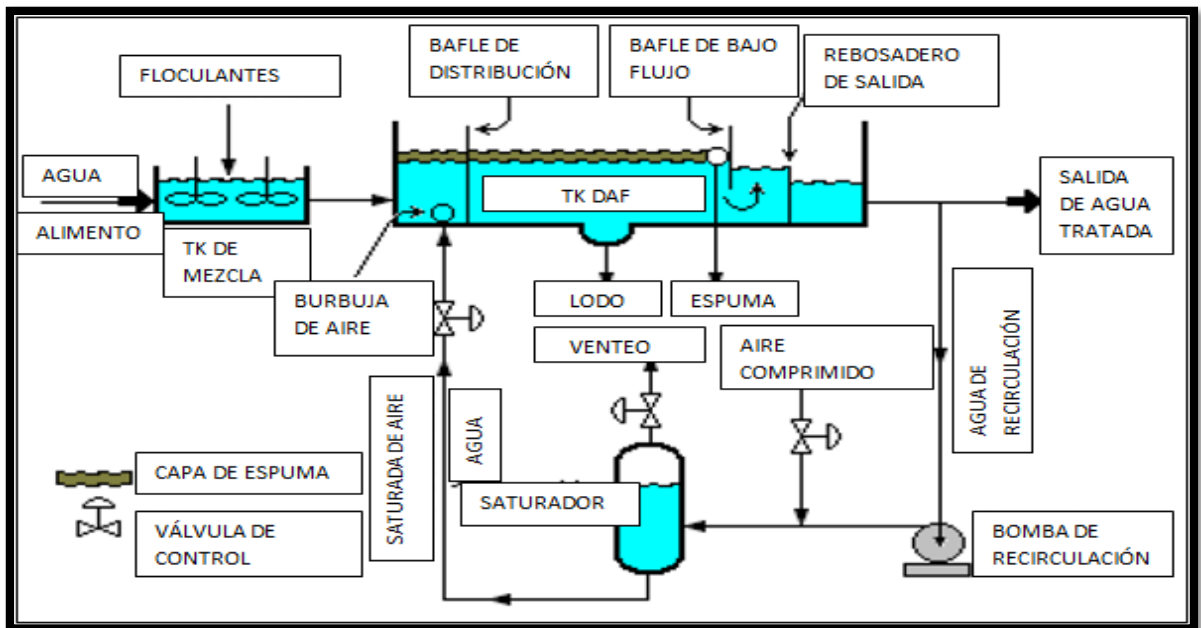 BAFLE DE
DISTRIBUCIÓN
BAFLE DE BAJO
FLUJO
REBOSADERO
DE SALIDA
FLOCULANTES
AGUA
ALIMENTO
TK DE
MEZCLA
TK DAF
SALIDA
DE AGUA
TRATADA
BURBUJA
DE AIRE
LODO
ESPUMA
VENTEO
AIRE
COMPRIMIDO
AGUA DE
RECIRCULACIÓN
SATURADA DE AIRE
AGUA
SATURADOR
CAPA DE ESPUMA
VÁLVULA DE
CONTROL
BOMBA DE
RECIRCULACIÓN